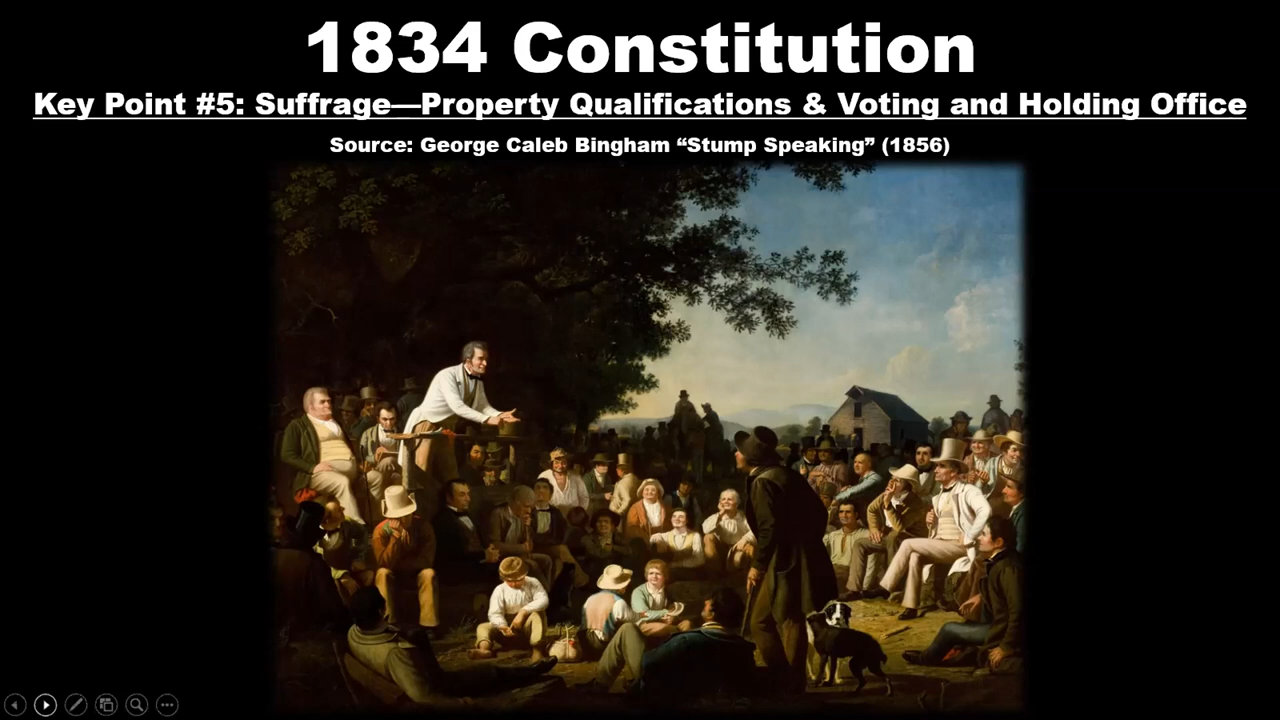 1834 Constitution
Key Point #5: Suffrage—Property Qualifications & Voting and Holding Office
Source: George Caleb Bingham “Stump Speaking” (1856)